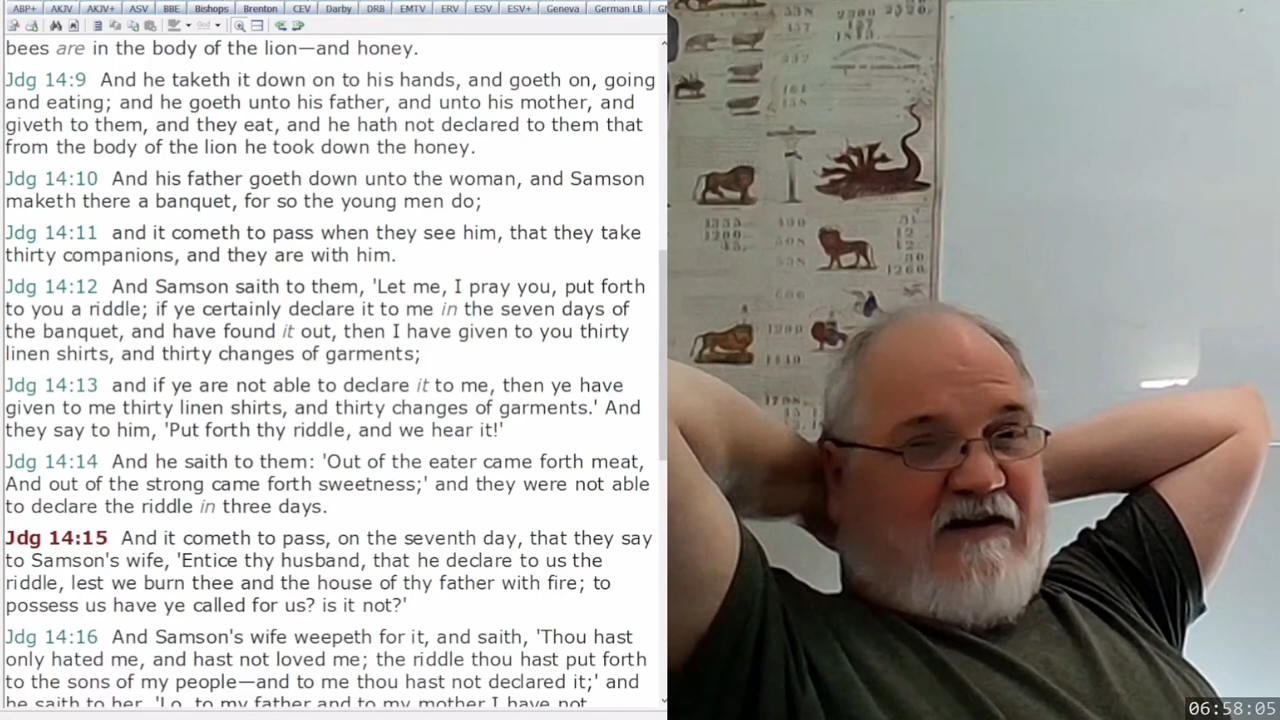 ABP+ AKJV AKJV+ ASV BBE Bishops Brenton CEV Darby DRB EMTV ERV ESV ESV+ Geneva German LB
bees are in the body of the lion—and honey.
Jdg 14:9 And he taketh it down on to his hands, and goeth on, going
and eating; and he goeth unto his father, and unto his mother, and
giveth to them, and they eat, and he hath not declared to them that
from the body of the lion he took down the honey.
Jdg 14:10 And his father goeth down unto the woman, and Samson
maketh there a banquet, for so the young men do;
Jdg 14:11 and it cometh to pass when they see him, that they take
thirty companions, and they are with him.
Jdg 14:12 And Samson saith to them, 'Let me, I pray you, put forth
to you a riddle; if ye certainly declare it to me in the seven days of
the banquet, and have found it out, then I have given to you thirty
linen shirts, and thirty changes of garments;
Jdg 14:13 and if ye are not able to declare it to me, then ye have
given to me thirty linen shirts, and thirty changes of garments.' And
they say to him, 'Put forth thy riddle, and we hear it!'
Jdg 14:14 And he saith to them: 'Out of the eater came forth meat,
And out of the strong came forth sweetness;' and they were not able
to declare the riddle in three days.
Jdg 14:15 And it cometh to pass, on the seventh day, that they say
to Samson's wife, 'Entice thy husband, that he declare to us the
riddle, lest we burn thee and the house of thy father with fire; to
possess us have ye called for us? is it not?'
Jdg 14:16 And Samson's wife weepeth for it, and saith, 'Thou hast
only hated me, and hast not loved me; the riddle thou hast put forth
to the sons of my people—and to me thou hast not declared it;' and
he saith to her, 'Lo, to my father and to my mother I have not
1260
06:58:05